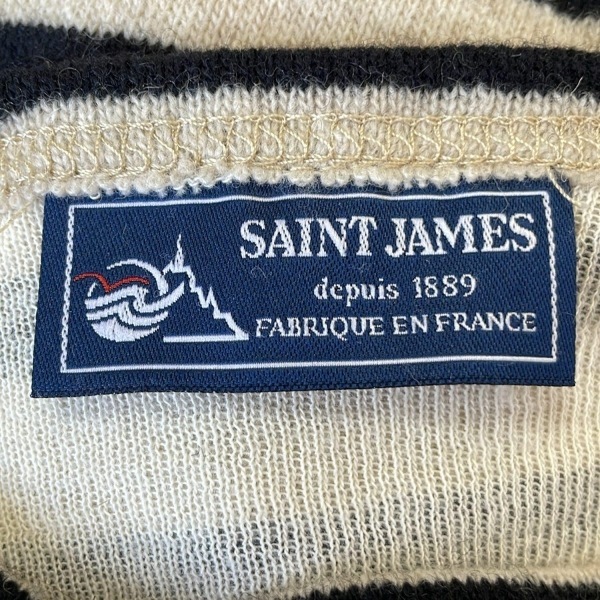 SAINT JAMES
depuis 1889
FABRIQUE EN FRANCE